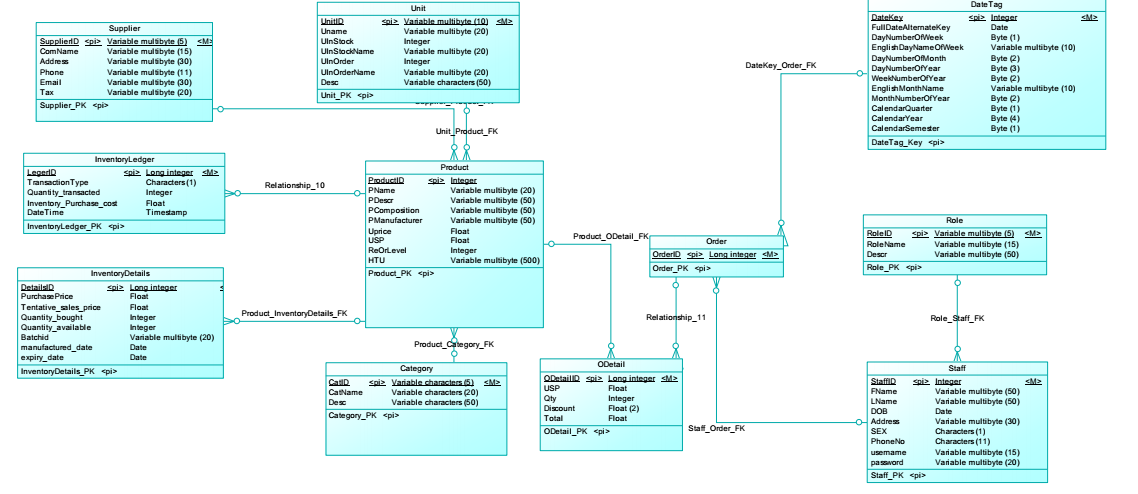 Supplier
SupplierID <pi> Variable multibyte (5) <M>
ComName Variable multibyte (15)
Address Variable multibyte (30)
Phone Variable multibyte (11)
Email Variable multibyte (30)
Tax Variable multibyte (20)
Supplier_PK <pi>
Unit
UnitID <pi> Variable multibyte (10) <M>
Uname Variable multibyte (20)
UInStock Integer
UInStockName Variable multibyte (20)
UInOrder Integer
UInOrderName Variable multibyte (20)
Desc Variable characters (50)
Unit_PK <pi>
DateTag
DateKey <pi> Integer <M>
FullDateAlternateKey Date
DayNumberOfWeek Byte (1)
EnglishDayNameOfWeek Variable multibyte (10)
DayNumberOfMonth Byte (2)
DayNumberOfYear Byte (3)
WeekNumberOfYear Byte (2)
EnglishMonthName Variable multibyte (10)
MonthNumberOfYear Byte (2)
CalendarQuarter Byte (1)
CalendarYear Byte (4)
CalendarSemester Byte (1)
DateTag_Key <pi>
DateKey_Order_FK
Unit_Product_FK
InventoryLedger
LegerID <pi> Long integer <M>
TransactionType Characters (1)
Quantity_transacted Integer
Inventory_Purchase_cost Float
DateTime Timestamp
InventoryLedger_PK <pi>
Relationship_10
Product
ProductID <pi> Integer
PName Variable multibyte (20)
PDescr Variable multibyte (50)
PComposition Variable multibyte (50)
PManufacturer Variable multibyte (50)
Uprice Float
USP Float
ReOrLevel Integer
HTU Variable multibyte (500)
Product_PK <pi>
Product_ODetail_FK
Order
OrderID <pi> Long integer <M>
Order_PK <pi>
Role
RoleID <pi> Variable multibyte (5) <M>
RoleName Variable multibyte (15)
Descr Variable multibyte (50)
Role_PK <pi>
InventoryDetails
DetailsID <pi> Long integer
PurchasePrice Float
Tentative_sales_price Float
Quantity_bought Integer
Quantity_available Integer
Batchid Variable multibyte (20)
manufactured_date Date
expiry_date Date
InventoryDetails_PK <pi>
Product_InventoryDetails_FK
Relationship_11
Role_Staff_FK
Product_Category_FK
Category
CatID <pi> Variable characters (5) <M>
CatName Variable characters (20)
Desc Variable characters (50)
Category_PK <pi>
ODetail
ODetailID <pi> Long integer <M>
USP Float
Qty Integer
Discount Float (2)
Total Float
ODetail_PK <pi>
Staff_Order_FK
Staff
StaffID <pi> Integer <M>
FName Variable multibyte (50)
LName Variable multibyte (50)
DOB Date
Address Variable multibyte (30)
SEX Characters (1)
PhoneNo Characters (11)
username Variable multibyte (15)
password Variable multibyte (20)
Staff_PK <pi>